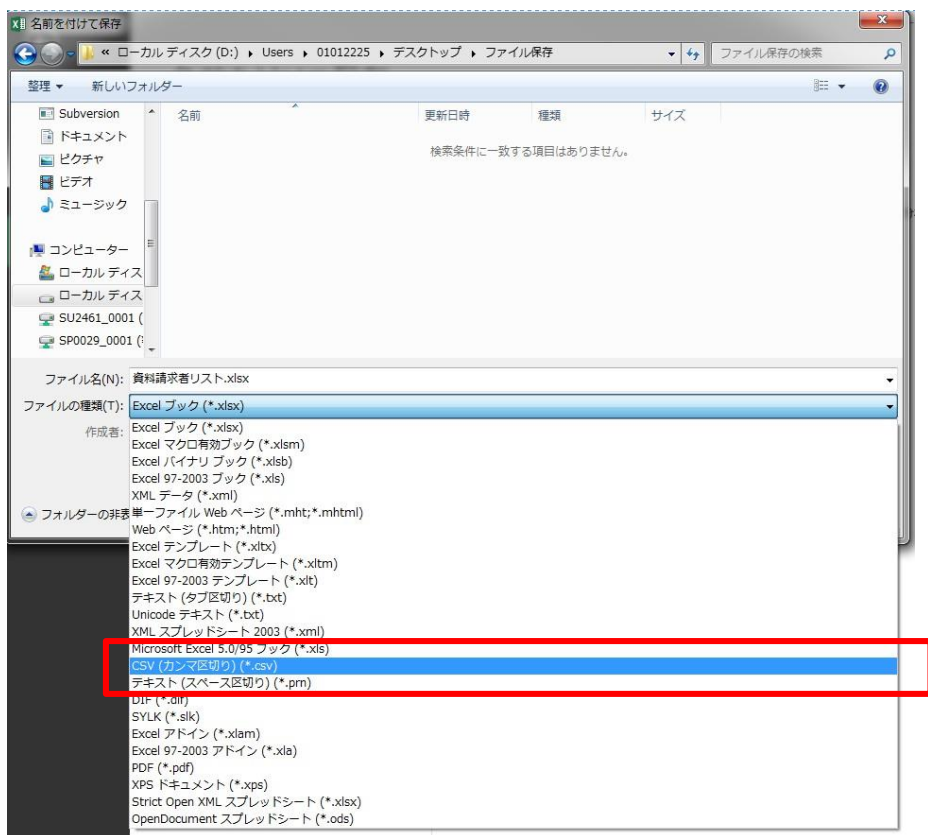 名前を付けて保存
« ローカル ディスク (D:) ▸ Users ▸ 01012225 ▸ デスクトップ ▸ ファイル保存
ファイル保存の検索
整理 ▼ 新しいフォルダー
名前 更新日時 種類 サイズ
検索条件に一致する項目はありません。
Subversion
ドキュメント
ピクチャ
ビデオ
ミュージック
コンピューター
ローカル ディス
ローカル ディス
SU2461_0001 (
SP0029_0001 (
ファイル名(N): 資料請求者リスト.xlsx
ファイルの種類(T): Excel ブック (*.xlsx)
作成者:
フォルダーの非表
Excel ブック (*.xlsx)
Excel マクロ有効ブック (*.xlsm)
Excel バイナリ ブック (*.xlsb)
Excel 97-2003 ブック (*.xls)
XML データ (*.xml)
単一ファイル Web ページ (*.mht;*.mhtml)
Web ページ (*.htm;*.html)
Excel テンプレート (*.xltx)
Excel マクロ有効テンプレート (*.xltm)
Excel 97-2003 テンプレート (*.xlt)
テキスト (タブ区切り) (*.txt)
Unicode テキスト (*.txt)
XML スプレッドシート 2003 (*.xml)
Microsoft Excel 5.0/95 ブック (*.xls)
CSV (カンマ区切り) (*.csv)
テキスト (スペース区切り) (*.prn)
DIF (*.dif)
SYLK (*.slk)
Excel アドイン (*.xlam)
Excel 97-2003 アドイン (*.xla)
PDF (*.pdf)
XPS ドキュメント (*.xps)
Strict Open XML スプレッドシート (*.xlsx)
OpenDocument スプレッドシート (*.ods)